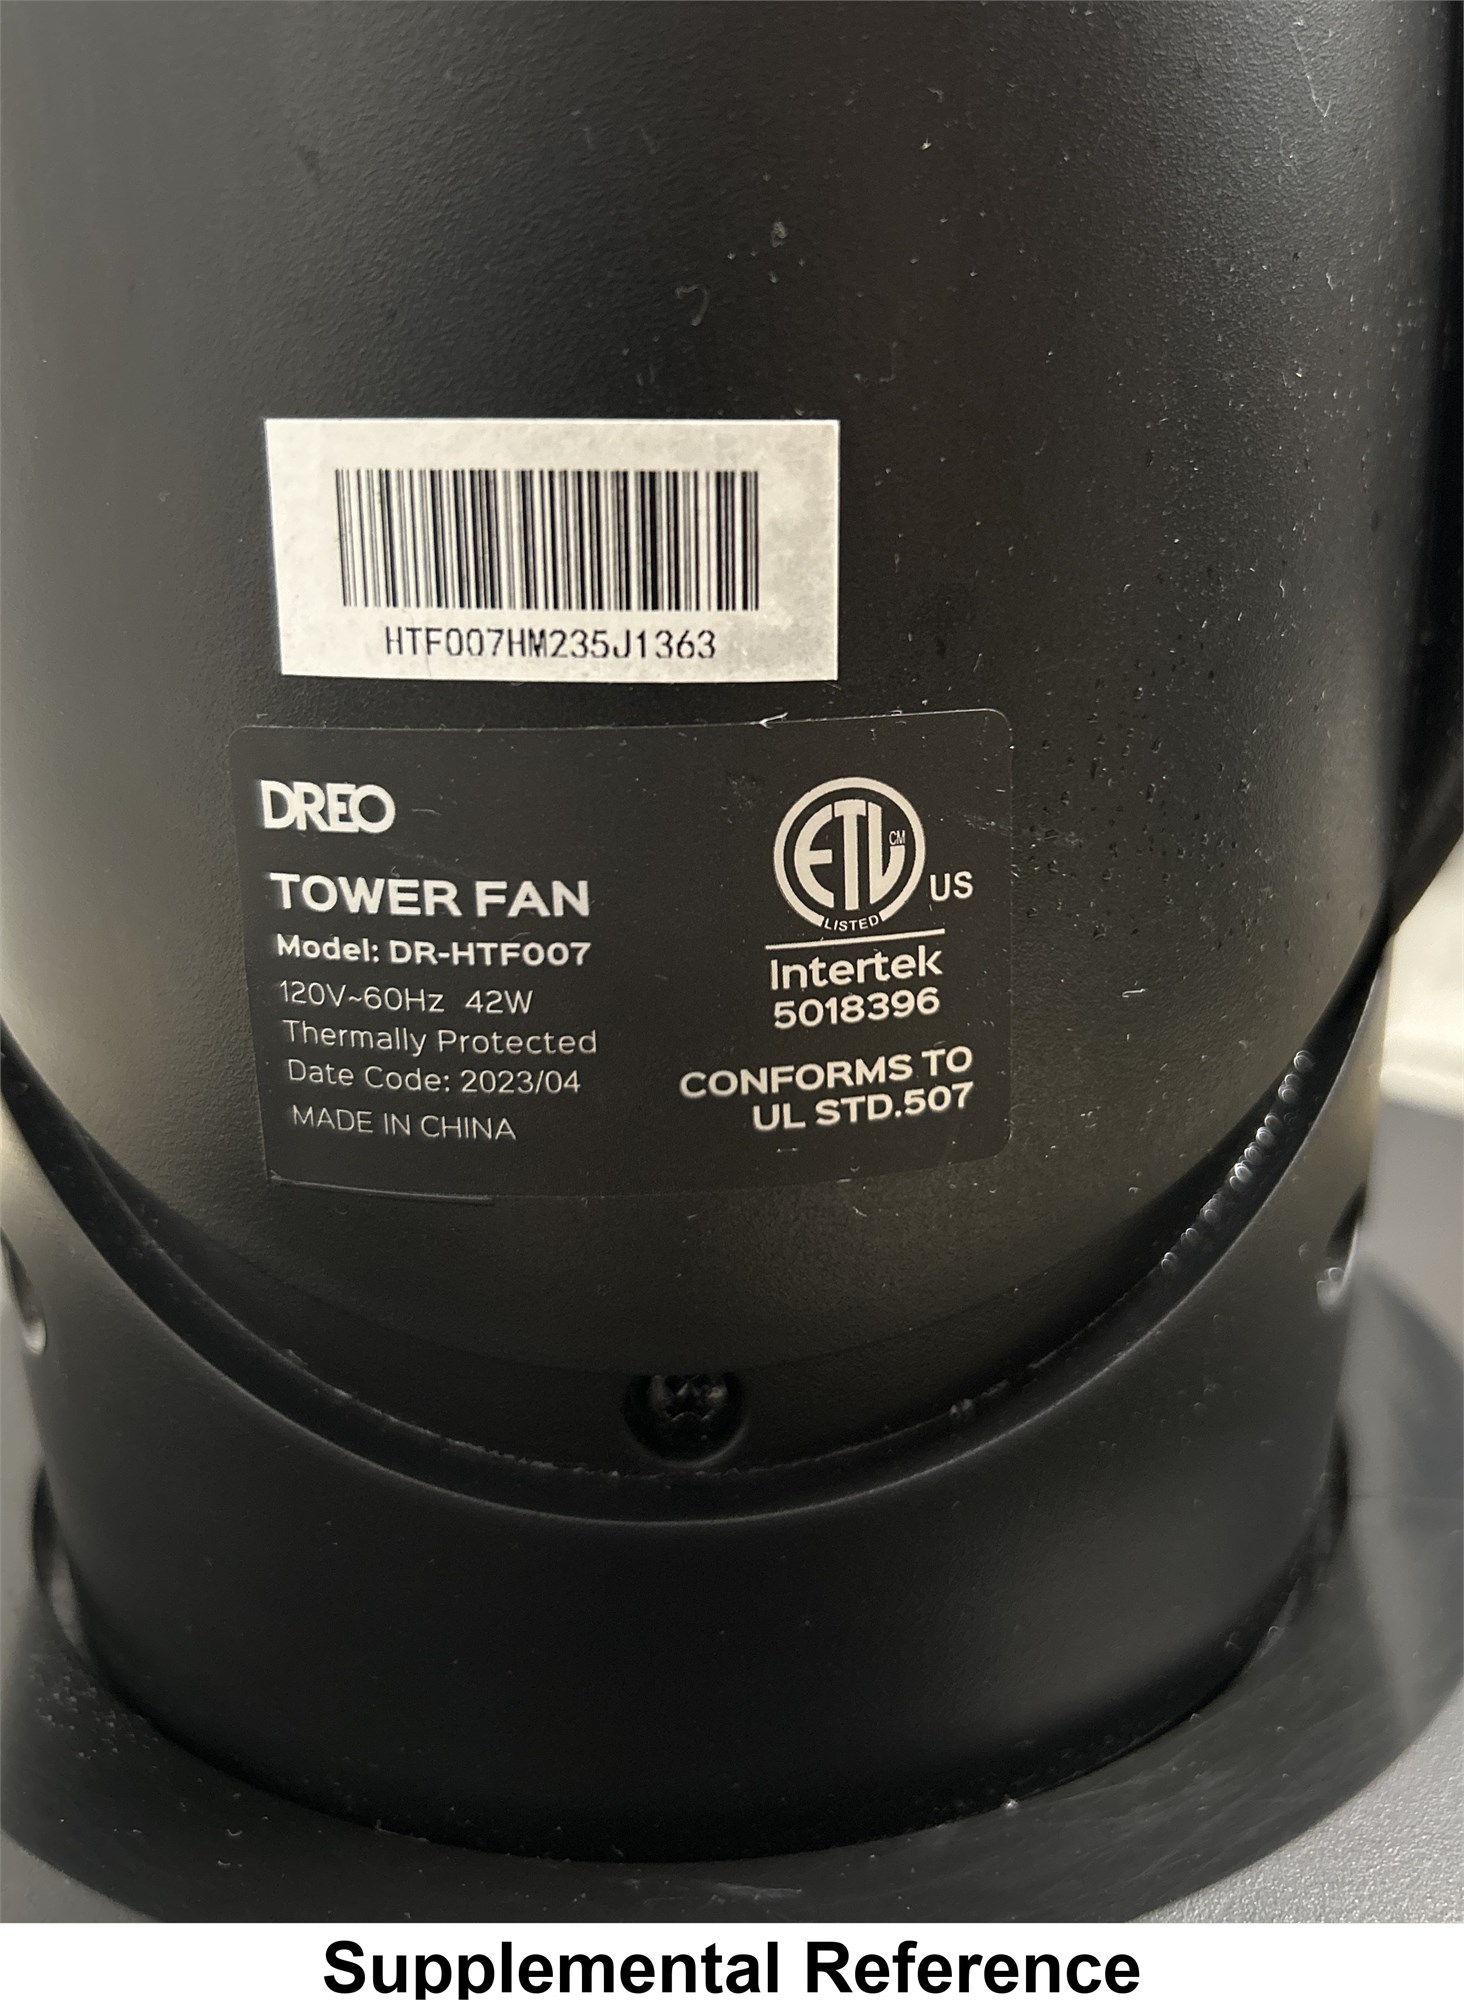 HTF007HM235J1363
DREO
TOWER FAN
Model: DR-HTF007
120V~60Hz 42W
Thermally Protected
Date Code: 2023/04
MADE IN CHINA
ETL CM
LISTED
US
Intertek
5018396
CONFORMS TO
UL STD.507
Supplemental Reference